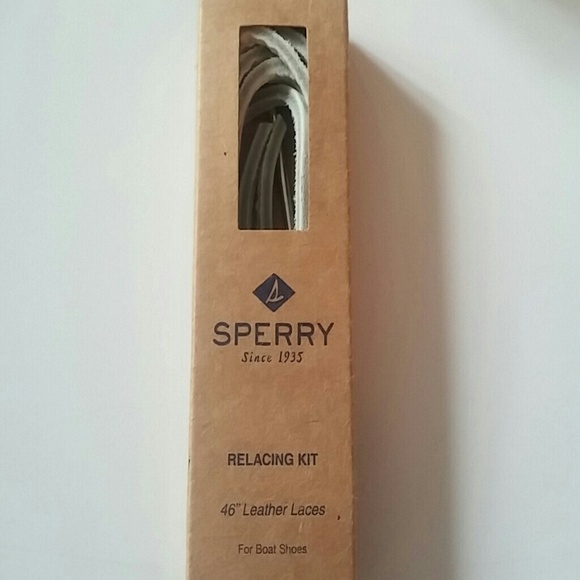 SPERRY
Since 1935
RELACING KIT
46" Leather Laces
For Boat Shoes